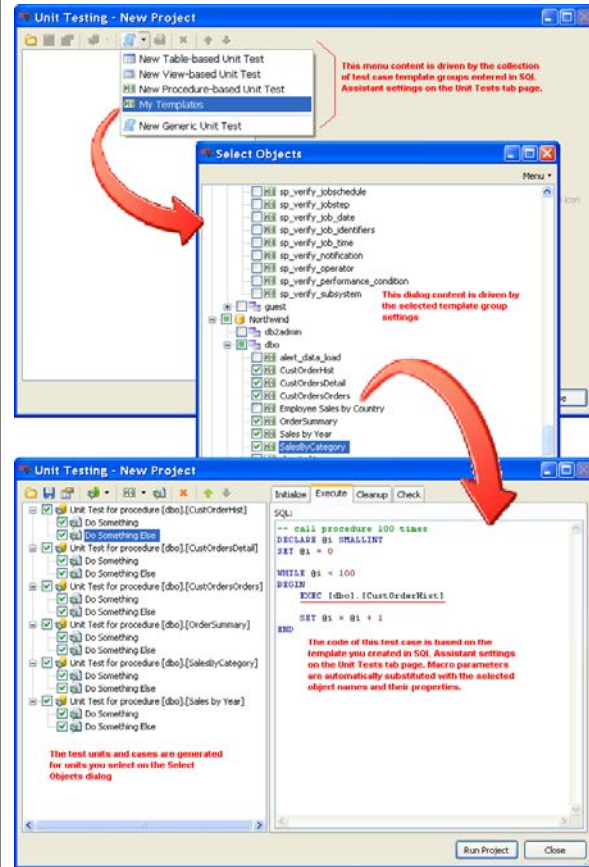 Unit Testing - New Project
New Table-based Unit Test
New View-based Unit Test
New Procedure-based Unit Test
My Templates
New Generic Unit Test
This menu content is driven by the collection
of test case template groups entered in SQL
Assistant settings on the Unit Tests tab page.
Select Objects
Menu
icon
sp_verify_jobschedule
sp_verify_jobstep
sp_verify_job_date
sp_verify_job_identifiers
sp_verify_job_time
sp_verify_notification
sp_verify_operator
sp_verify_performance_condition
sp_verify_subsystem
This dialog content is driven by
the selected template group
settings
guest
Northwind
db2admin
dbo
alert_data_load
CustOrderHist
CustOrdersDetail
CustOrdersOrders
Employee Sales by Country
OrderSummary
Sales by Year
SalesByCategory
Unit Testing - New Project
Initialize Execute Cleanup Check
SQL:
Unit Test for procedure [dbo].[CustOrderHist]
Do Something
Do Something Else
Unit Test for procedure [dbo].[CustOrdersDetail]
Do Something
Do Something Else
Unit Test for procedure [dbo].[CustOrdersOrders]
Do Something
Do Something Else
Unit Test for procedure [dbo].[OrderSummary]
Do Something
Do Something Else
Unit Test for procedure [dbo].[SalesByCategory]
Do Something
Do Something Else
Unit Test for procedure [dbo].[Sales by Year]
Do Something
Do Something Else
The test units and cases are generated
for units you select on the Select
Objects dialog
-- call procedure 100 times
DECLARE @i SMALLINT
SET @i = 0
WHILE @i < 100
BEGIN
EXEC [dbo].[CustOrderHist]
SET @i = @i + 1
END
The code of this test case is based on the
template you created in SQL Assistant settings
on the Unit Tests tab page. Macro parameters
are automatically substituted with the selected
object names and their properties.
Run Project
Close